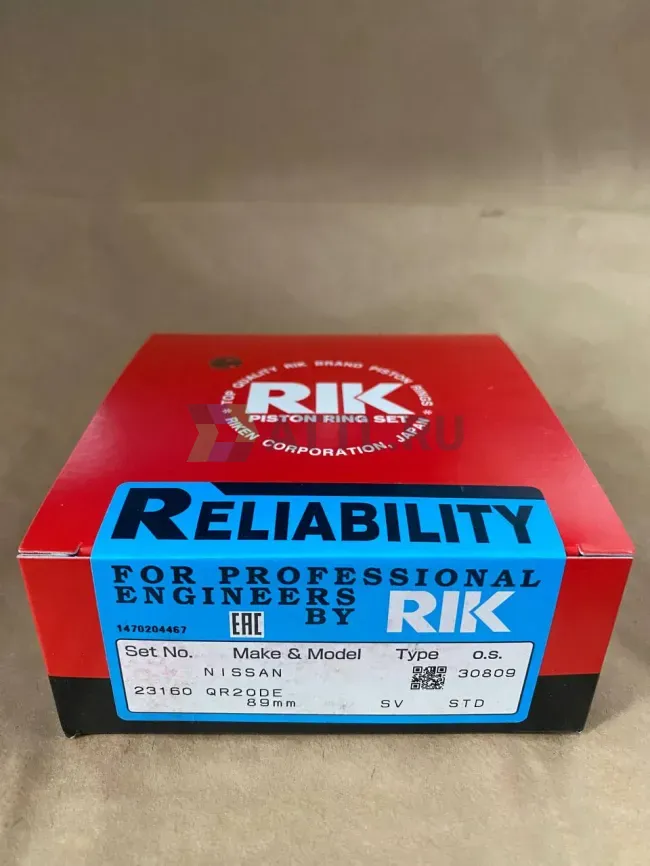 TOP QUALITY RIK BRAND PISTON RINGS
RIK
PISTON RING SET
RIKEN CORPORATION, JAPAN
RELIABILITY
FOR PROFESSIONAL
ENGINEERS
BY RIK
1470204467
EAC
Set No. Make & Model Type o.s.
NISSAN 30809
23160 QR20DE
89mm SV STD